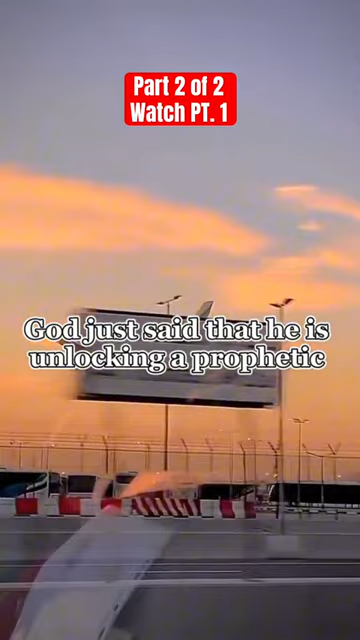 Part 2 of 2
Watch PT. 1
God just said that he is
unlocking a prophetic